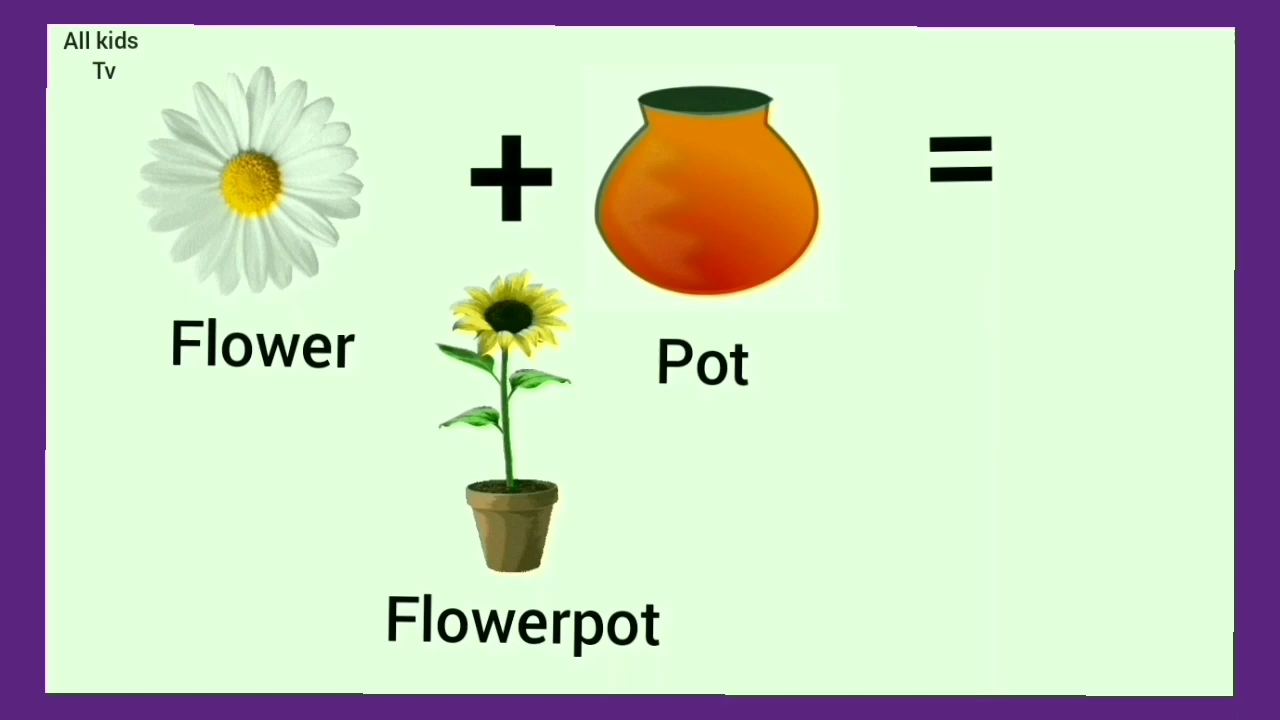 All kids
Tv
+
=
Flower
Pot
Flowerpot